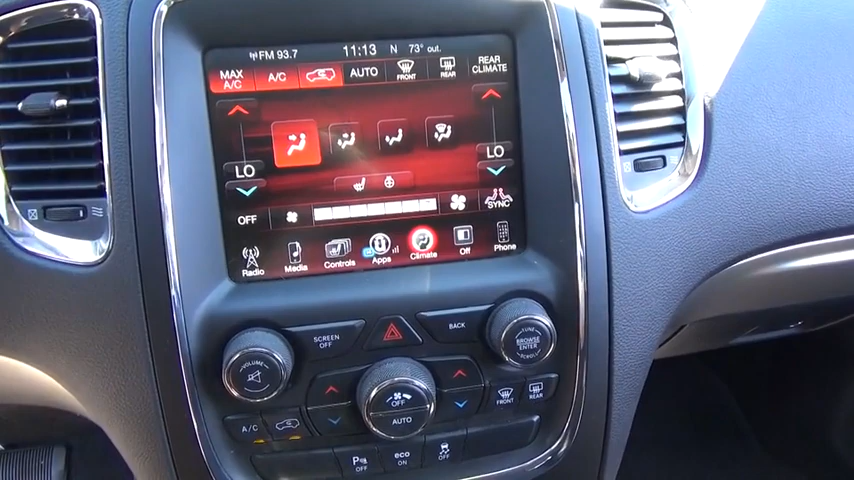 FM 93.7 11:13 N 73° out.
MAX A/C A/C AUTO FRONT REAR REAR CLIMATE
LO LO
OFF SYNC
Radio Media Controls Apps Climate Off Phone
SCREEN OFF BACK
VOLUME TUNE BROWSE ENTER SCROLL
OFF AUTO
A/C FRONT REAR
P OFF eco ON OFF